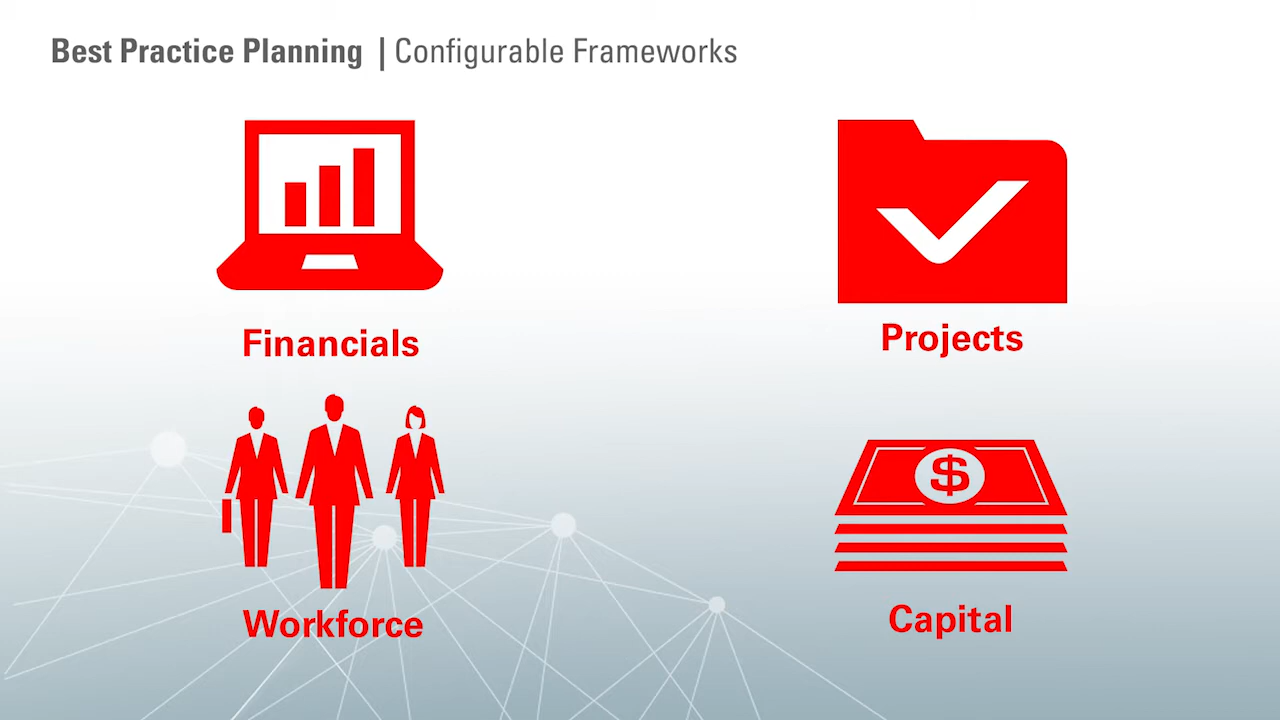 Best Practice Planning | Configurable Frameworks
Financials
Projects
$
Workforce
Capital